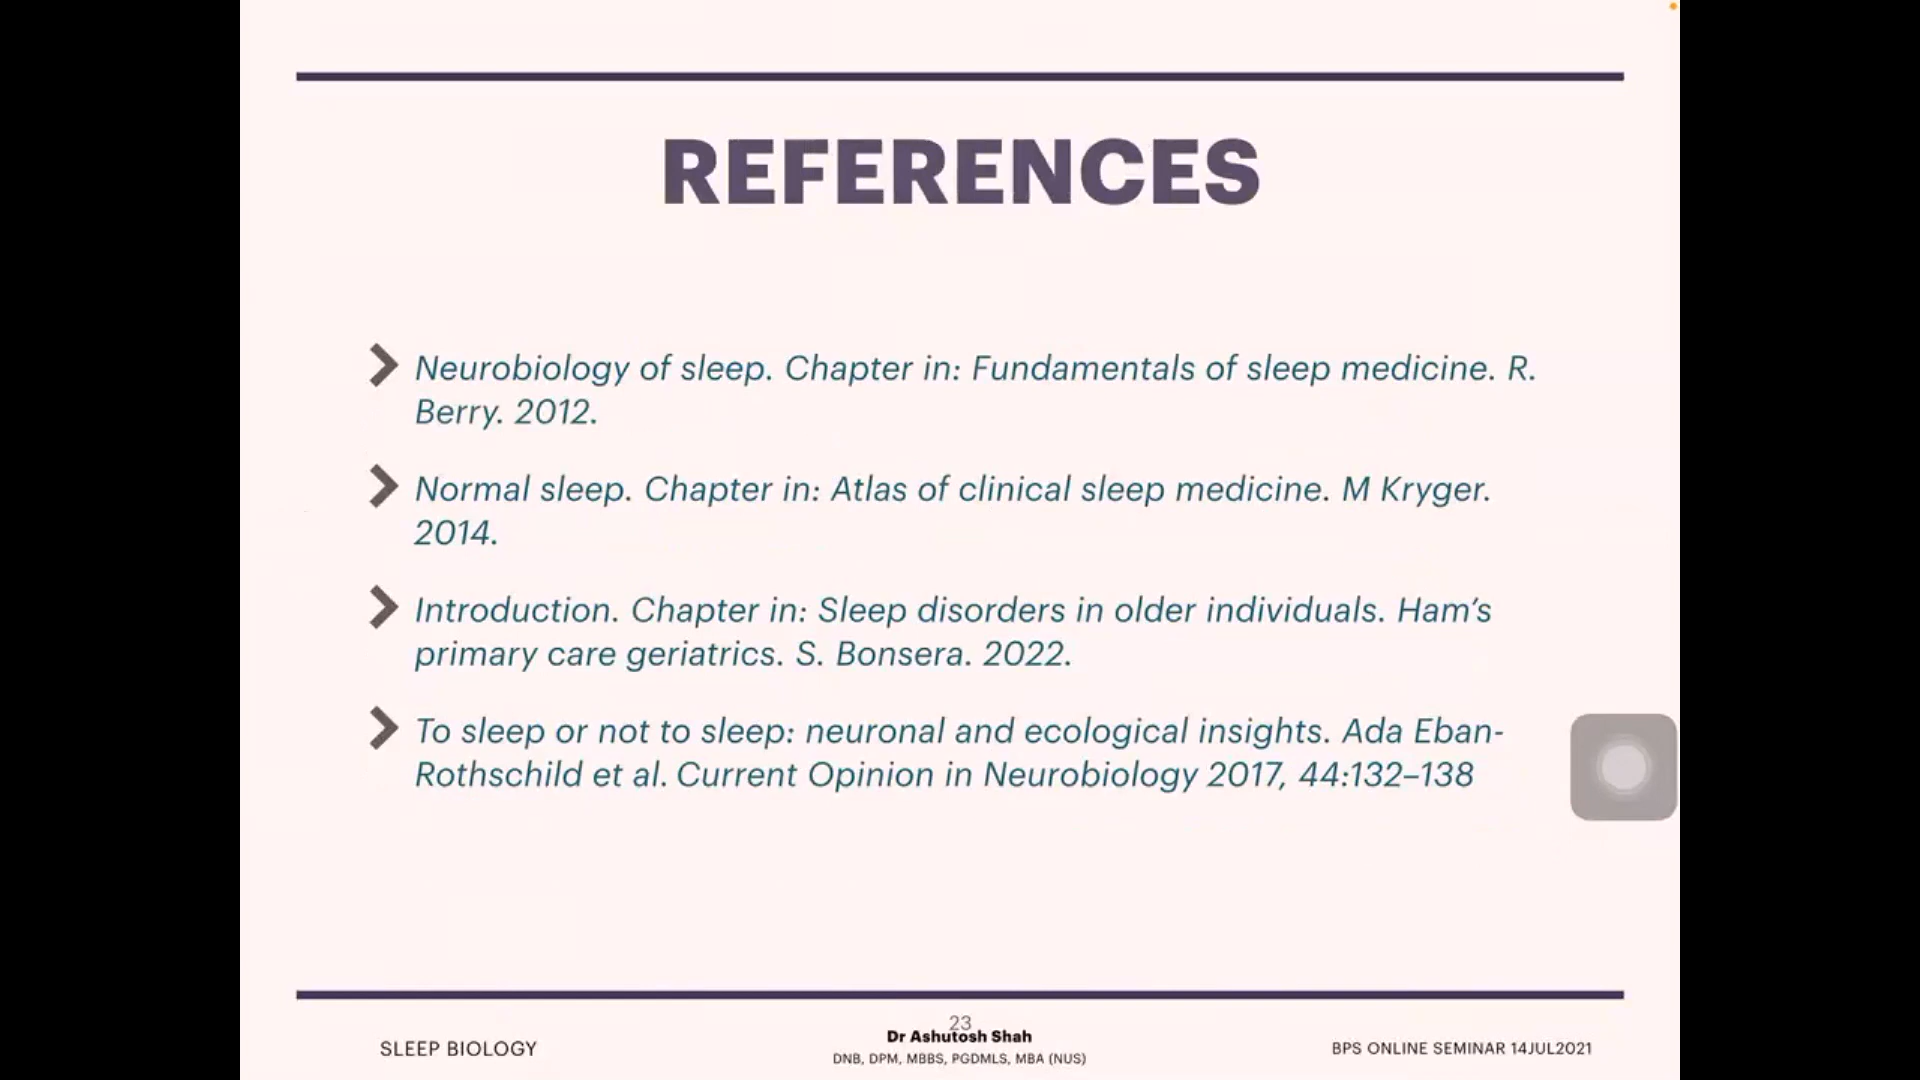 REFERENCES
Neurobiology of sleep. Chapter in: Fundamentals of sleep medicine. R.
Berry. 2012.
Normal sleep. Chapter in: Atlas of clinical sleep medicine. M Kryger.
2014.
Introduction. Chapter in: Sleep disorders in older individuals. Ham’s
primary care geriatrics. S. Bonsera. 2022.
To sleep or not to sleep: neuronal and ecological insights. Ada Eban-
Rothschild et al. Current Opinion in Neurobiology 2017, 44:132–138
23
SLEEP BIOLOGY
Dr Ashutosh Shah
DNB, DPM, MBBS, PGDMLS, MBA (NUS)
BPS ONLINE SEMINAR 14JUL2021